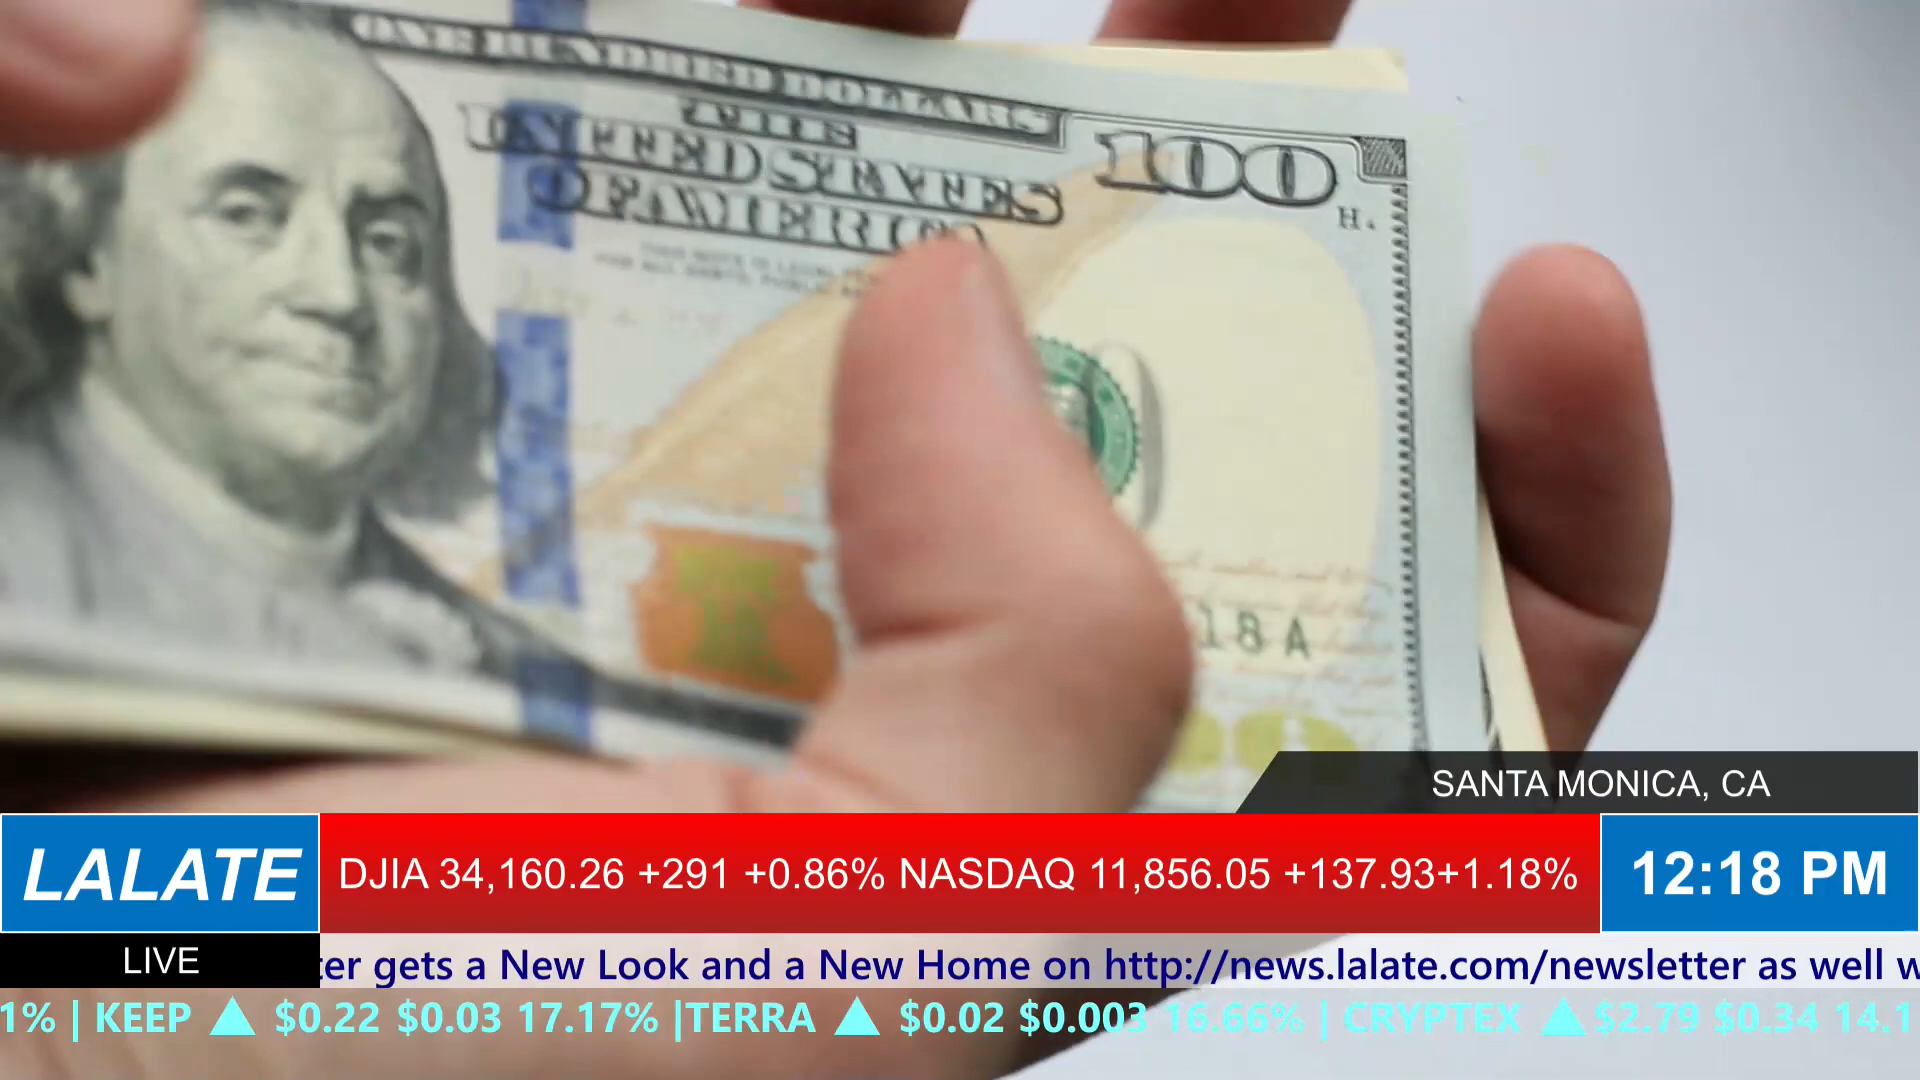 ONE HUNDRED DOLLARS
THE
UNITED STATES
OF AMERICA
100
H.
18 A
SANTA MONICA, CA
LALATE
DJIA 34,160.26 +291 +0.86% NASDAQ 11,856.05 +137.93+1.18%
12:18 PM
LIVE
ter gets a New Look and a New Home on http://news.lalate.com/newsletter as well w
1% | KEEP ▲ $0.22 $0.03 17.17% |TERRA ▲ $0.02 $0.003 16.66% | CRYPTEX ▲ $2.79 $0.34 14.1